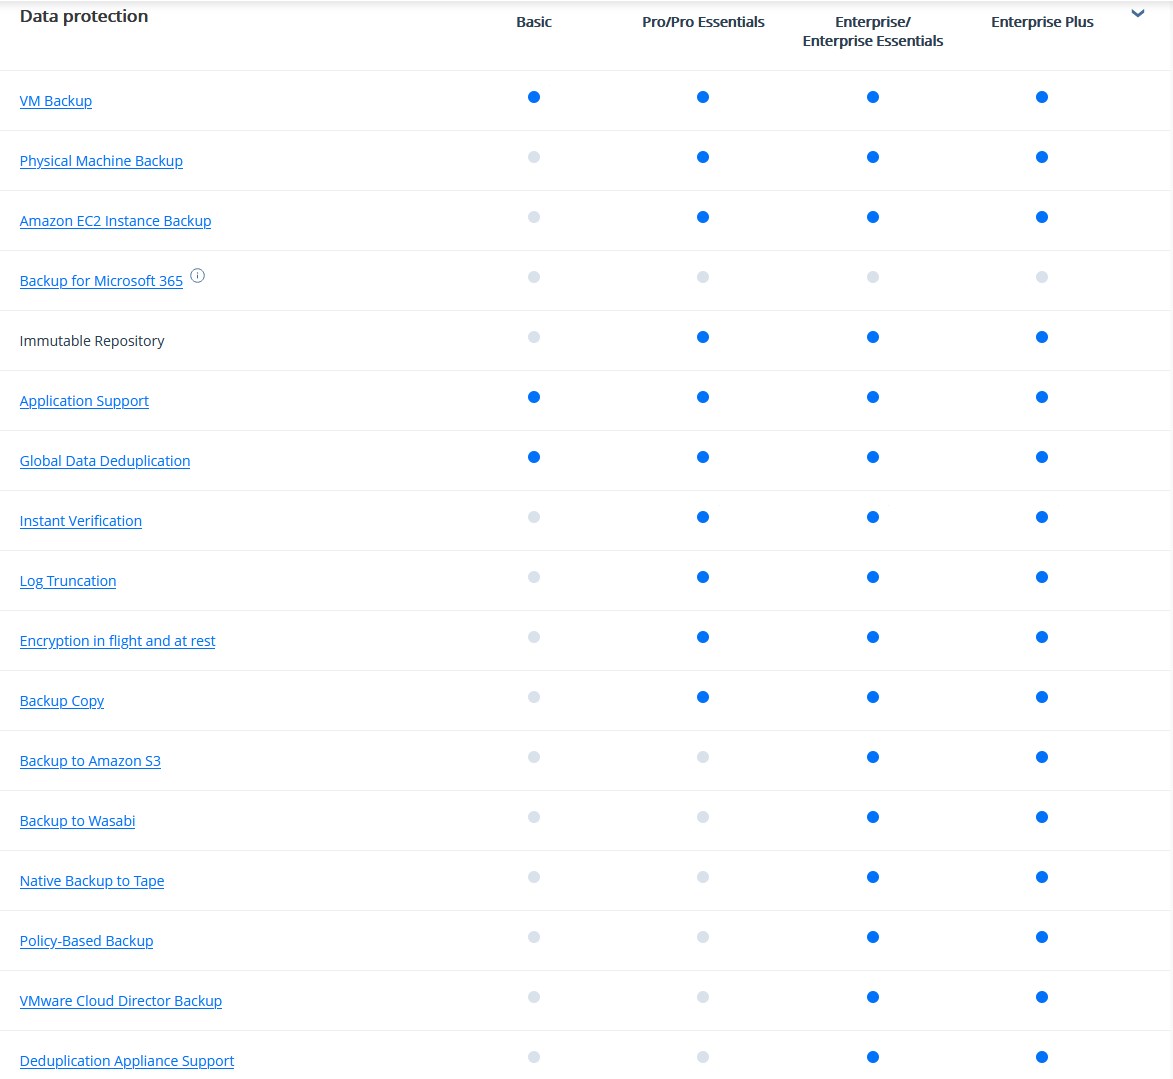 Data protection
Basic
Pro/Pro Essentials
Enterprise/
Enterprise Essentials
Enterprise Plus
VM Backup
Physical Machine Backup
Amazon EC2 Instance Backup
Backup for Microsoft 365
Immutable Repository
Application Support
Global Data Deduplication
Instant Verification
Log Truncation
Encryption in flight and at rest
Backup Copy
Backup to Amazon S3
Backup to Wasabi
Native Backup to Tape
Policy-Based Backup
VMware Cloud Director Backup
Deduplication Appliance Support